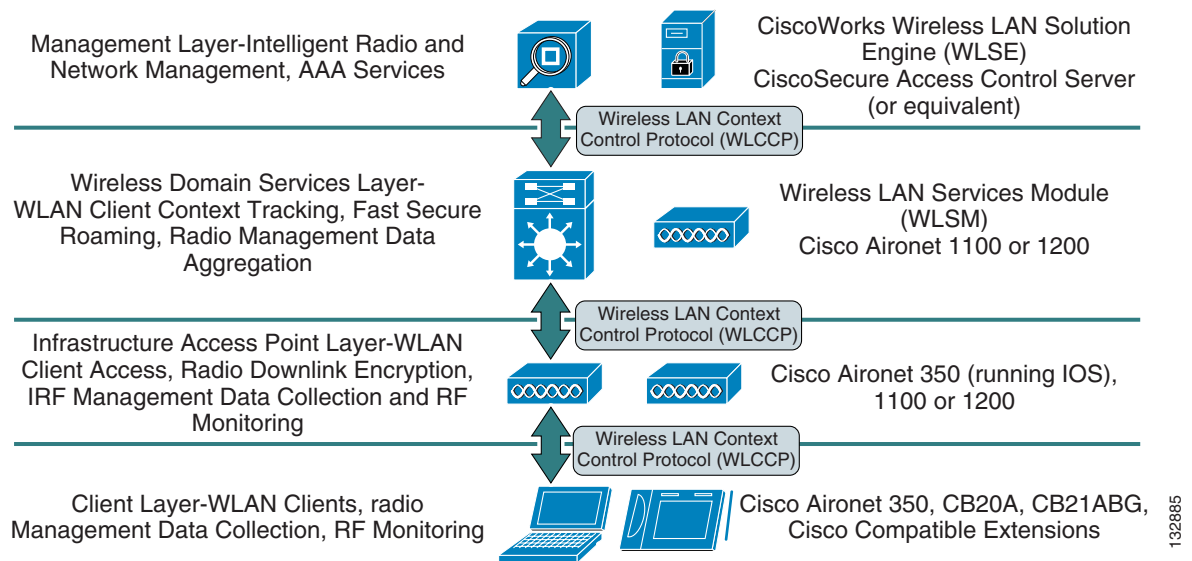 Management Layer-Intelligent Radio and
Network Management, AAA Services
CiscoWorks Wireless LAN Solution
Engine (WLSE)
CiscoSecure Access Control Server
(or equivalent)
Wireless LAN Context
Control Protocol (WLCCP)
Wireless Domain Services Layer-
WLAN Client Context Tracking, Fast Secure
Roaming, Radio Management Data
Aggregation
Wireless LAN Services Module
(WLSM)
Cisco Aironet 1100 or 1200
Wireless LAN Context
Control Protocol (WLCCP)
Infrastructure Access Point Layer-WLAN
Client Access, Radio Downlink Encryption,
IRF Management Data Collection and RF
Monitoring
Cisco Aironet 350 (running IOS),
1100 or 1200
Wireless LAN Context
Control Protocol (WLCCP)
Client Layer-WLAN Clients, radio
Management Data Collection, RF Monitoring
Cisco Aironet 350, CB20A, CB21ABG,
Cisco Compatible Extensions
132885